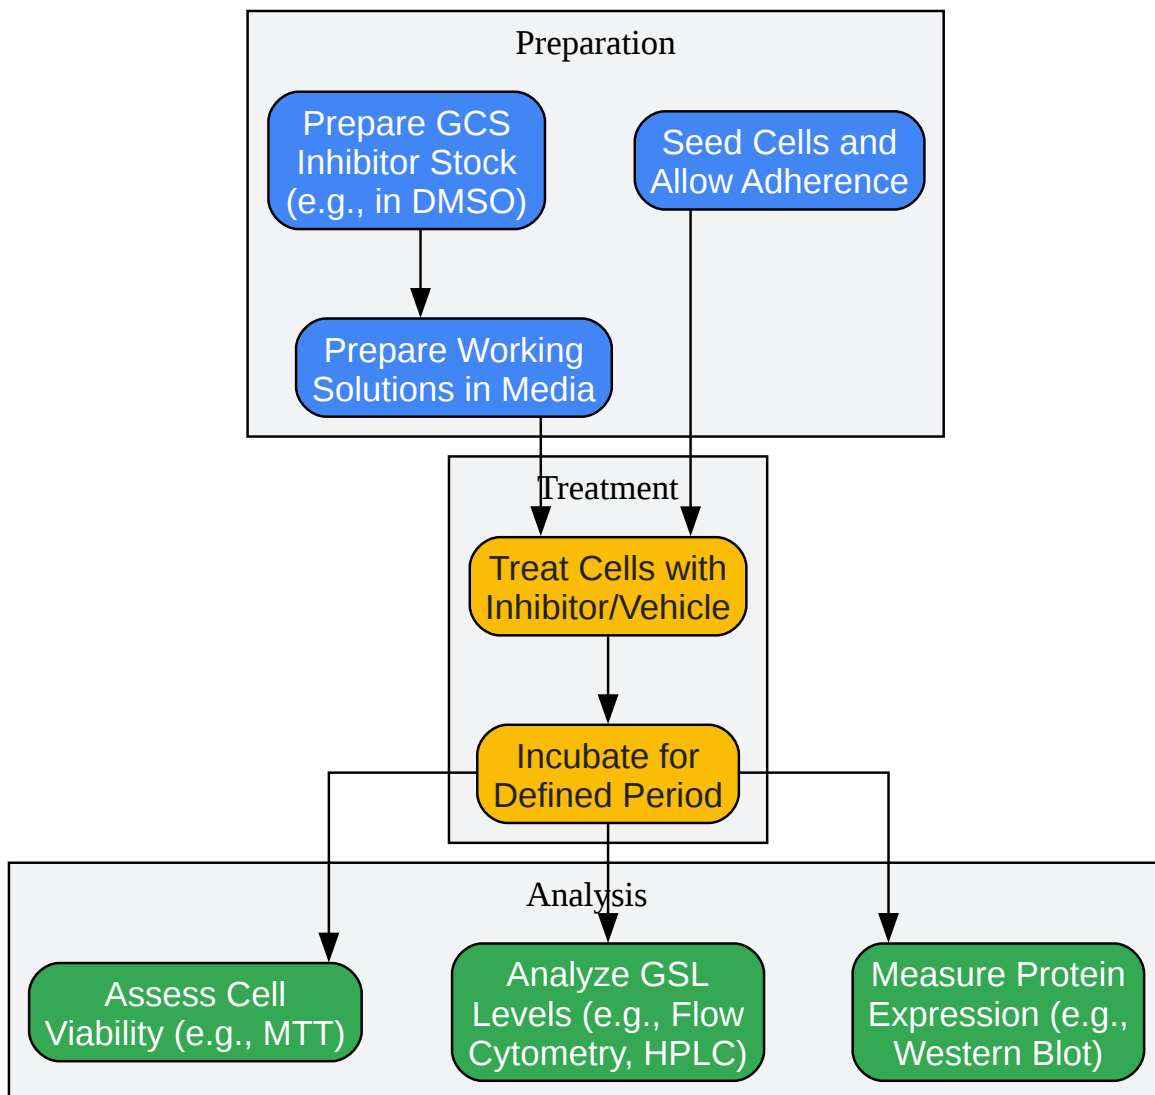 Preparation
Prepare GCS
Inhibitor Stock
(e.g., in DMSO)
Seed Cells and
Allow Adherence
Prepare Working
Solutions in Media
Treatment
Treat Cells with
Inhibitor/Vehicle
Incubate for
Defined Period
Analysis
Assess Cell
Viability (e.g., MTT)
Analyze GSL
Levels (e.g., Flow
Cytometry, HPLC)
Measure Protein
Expression (e.g.,
Western Blot)